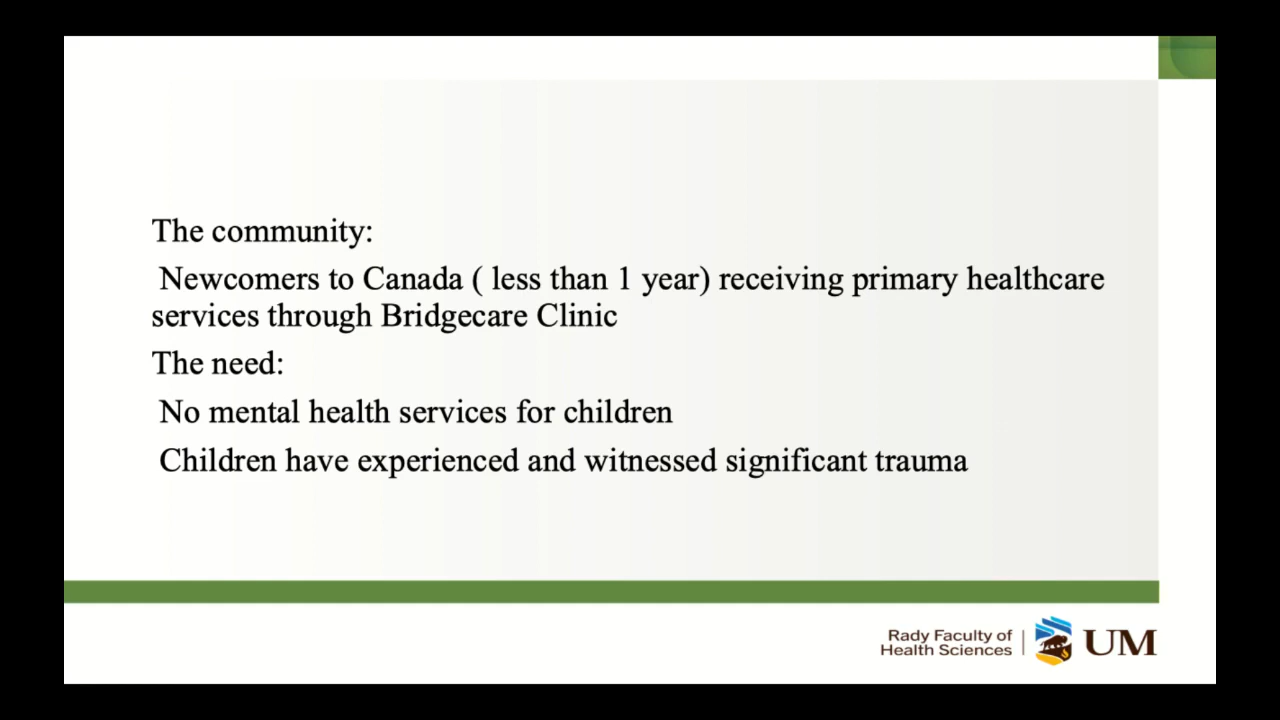 The community:
Newcomers to Canada ( less than 1 year) receiving primary healthcare
services through Bridgecare Clinic
The need:
No mental health services for children
Children have experienced and witnessed significant trauma
Rady Faculty of
Health Sciences
UM